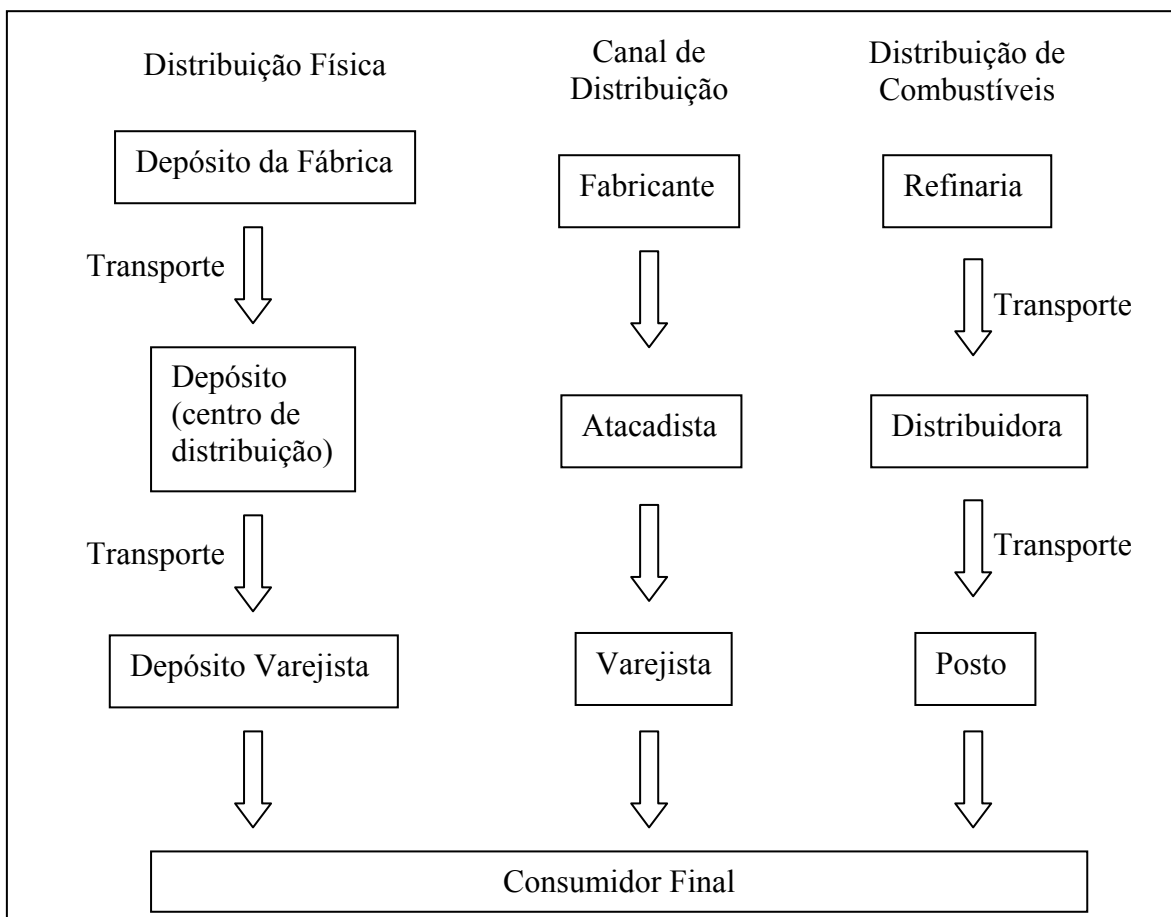 Distribuição Física
Canal de
Distribuição
Distribuição de
Combustíveis
Depósito da Fábrica
Fabricante
Refinaria
Transporte
Transporte
Depósito
(centro de
distribuição)
Atacadista
Distribuidora
Transporte
Transporte
Depósito Varejista
Varejista
Posto
Consumidor Final